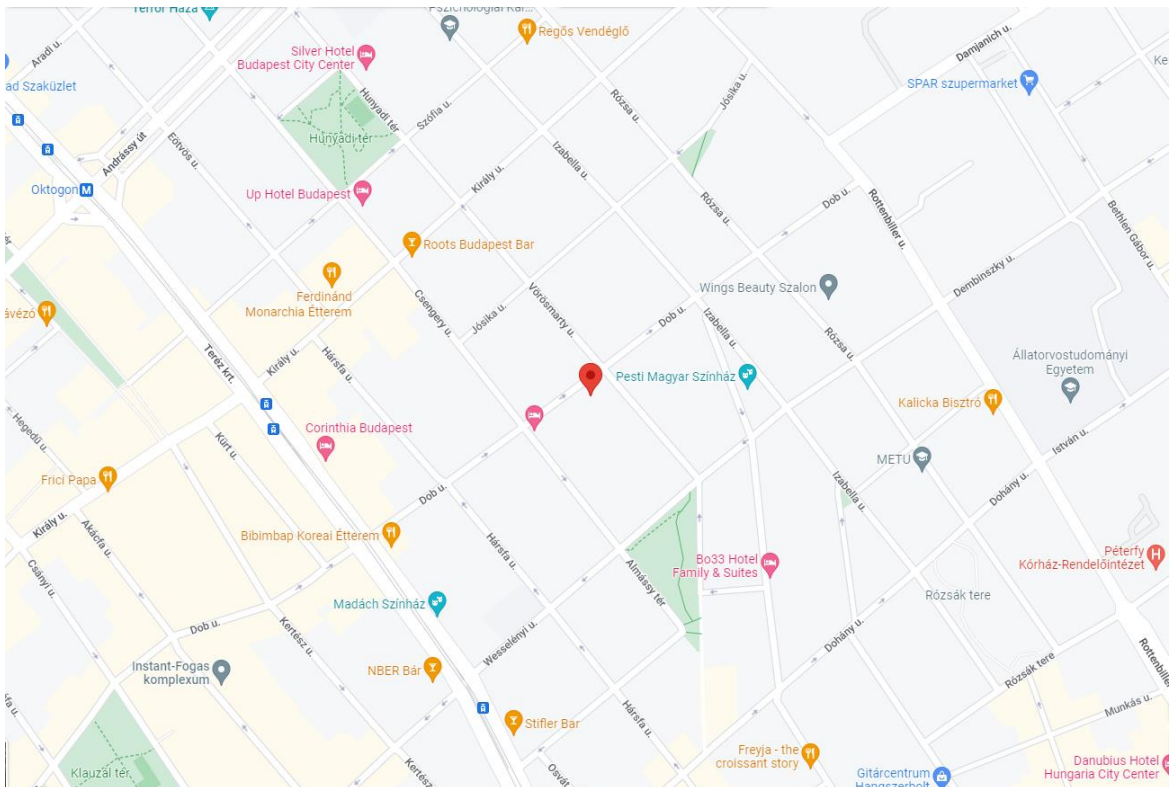 Terror Háza
Regős Vendéglő
Aradi u.
Silver Hotel
Budapest City Center
Damjanich u.
ad Szaküzlet
SPAR szupermarket
Hunyadi tér
Szófia u.
Rózsa u.
Jósika u.
Hunyadi tér
Eötvös u.
Andrássy út
Izabella u.
Király u.
Oktogon
M
Up Hotel Budapest
Dob u.
Rózsa u.
Rottenbiller u.
Bethlen Gábor u.
Roots Budapest Bar
Dembinszky u.
Ferdinánd
Monarchia Étterem
Wings Beauty Szalon
Csengery u.
Jósika u.
Vörösmarty u.
Dob u.
Izabella u.
Rózsa u.
ávézó
Teréz krt.
Király u.
Hársfa u.
Állatorvostudományi
Egyetem
Pesti Magyar Színház
Kalicka Bisztró
Hegedű u.
Kürt u.
Corinthia Budapest
METU
István u.
Frici Papa
Dob u.
Izabella u.
Dohány u.
Király u.
Akácfa u.
Bibimbap Koreai Étterem
Hársfa u.
Csányi u.
Almássy tér
Bo33 Hotel
Family & Suites
H
Péterfy
Kórház-Rendelőintézet
Rózsák tere
Madách Színház
Dob u.
Kertész u.
Wesselényi u.
Dohány u.
Rottenbiller
Instant-Fogas
komplexum
NBER Bár
Rózsák tere
Munkás u.
Hársfa u.
Stifler Bar
Klauzál tér
Kertész
Osvát
Freyja - the
croissant story
Gitárcentrum
Hangszerbolt
Danubius Hotel
Hungaria City Center